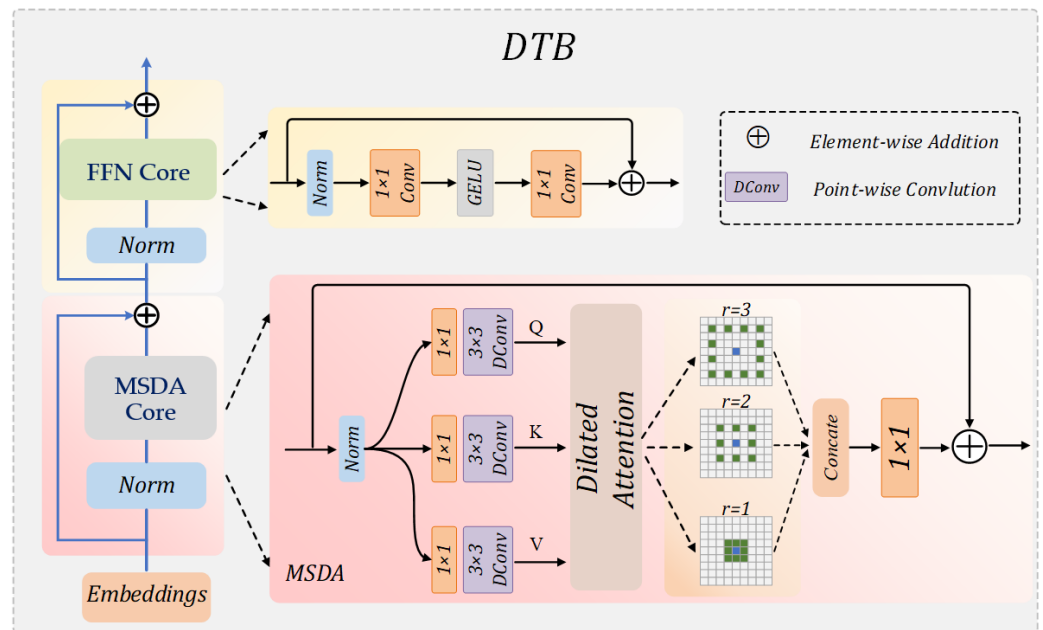 DTB
FFN Core
Norm
MSDA
Core
Norm
Embeddings
Norm
1×1
Conv
GELU
1×1
Conv
Element-wise Addition
DConv
Point-wise Convlution
Norm
1×1
3×3
DConv
Q
1×1
3×3
DConv
K
1×1
3×3
DConv
V
MSDA
Dilated
Attention
r=3
r=2
r=1
Concate
1×1